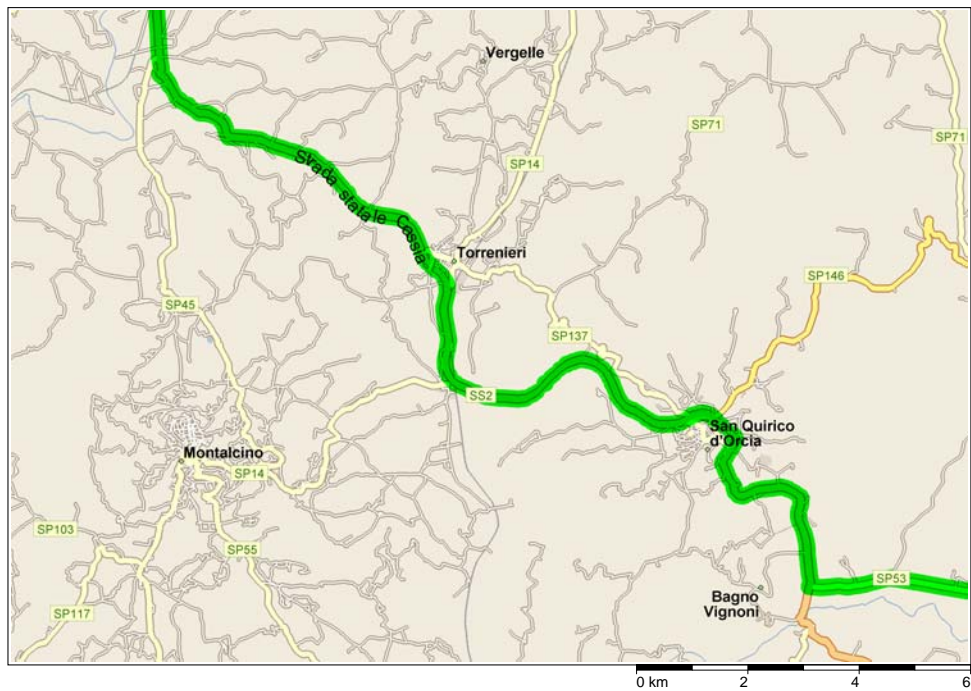 Vergelle
SP71
SP71
SP14
Strada statale Cassia
Torrenieri
SP146
SP45
SP137
SS2
San Quirico
d'Orcia
Montalcino
SP14
SP103
SP55
SP53
Bagno
Vignoni
SP117
0 km 2 4 6